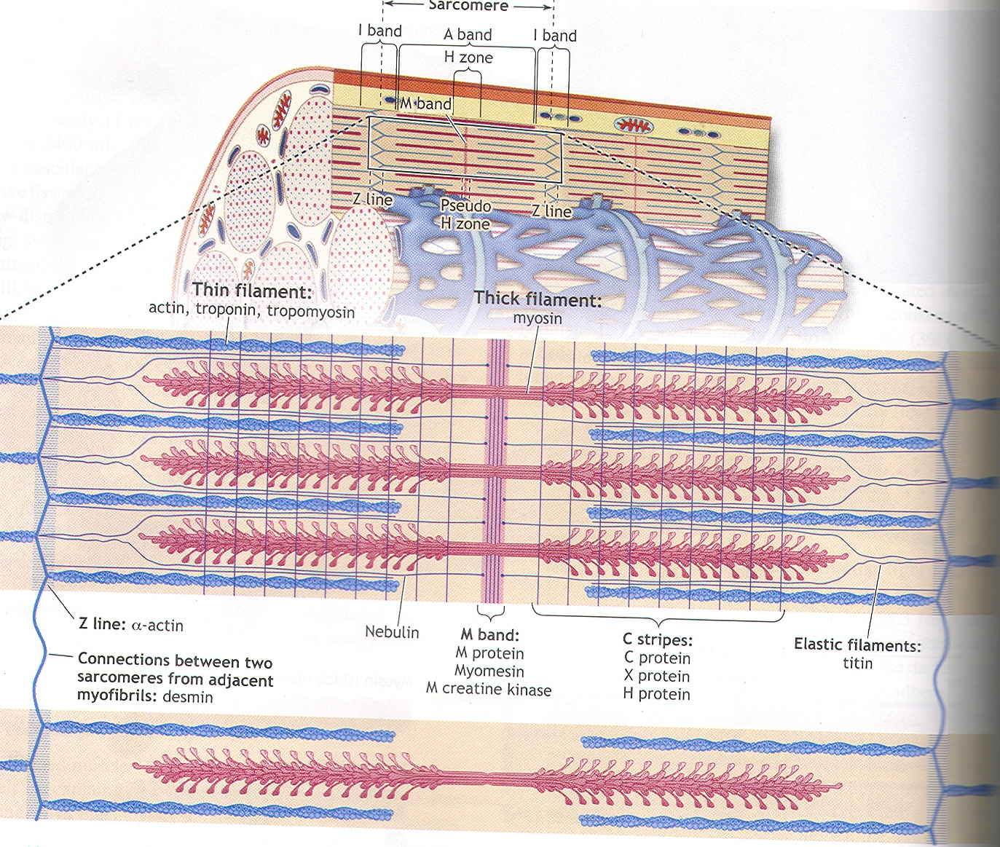 Sarcomere
I band
A band
I band
H zone
M band
Z line
Pseudo
H zone
Z line
Thin filament:
actin, troponin, tropomyosin
Thick filament:
myosin
Z line: α-actin
Connections between two
sarcomeres from adjacent
myofibrils: desmin
Nebulin
M band:
M protein
Myomesin
M creatine kinase
C stripes:
C protein
X protein
H protein
Elastic filaments:
titin